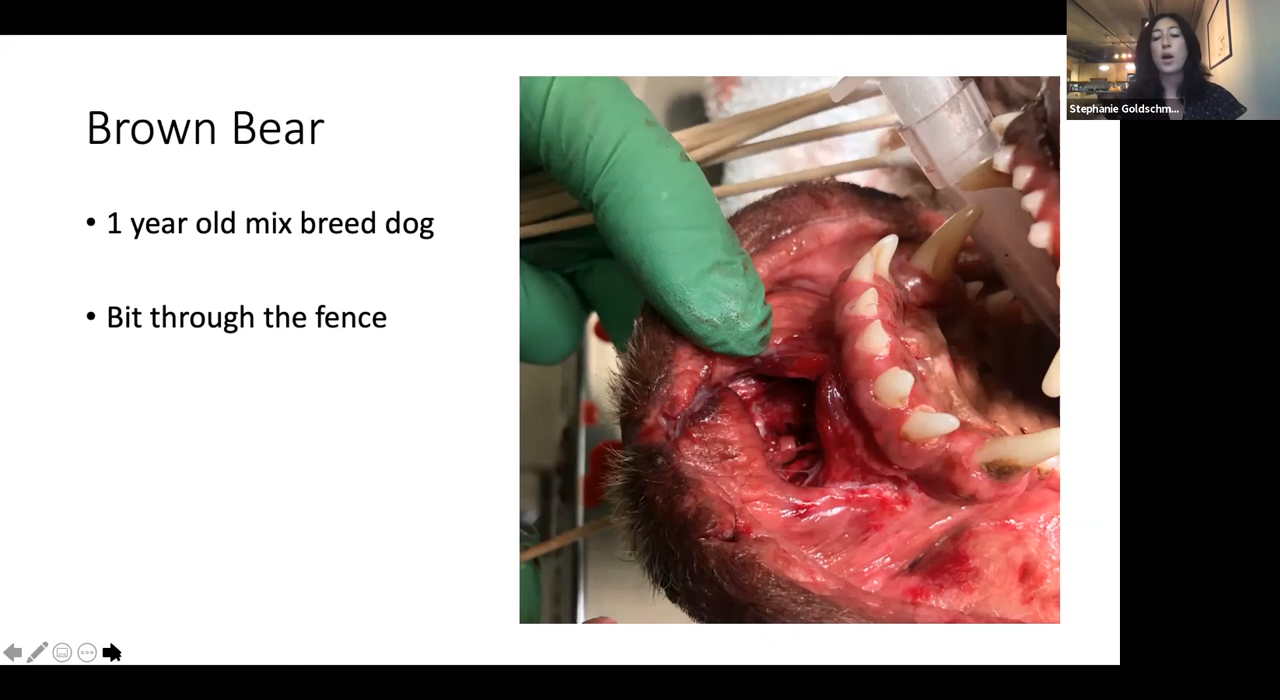 Brown Bear
• 1 year old mix breed dog
• Bit through the fence
Stephanie Goldschm...